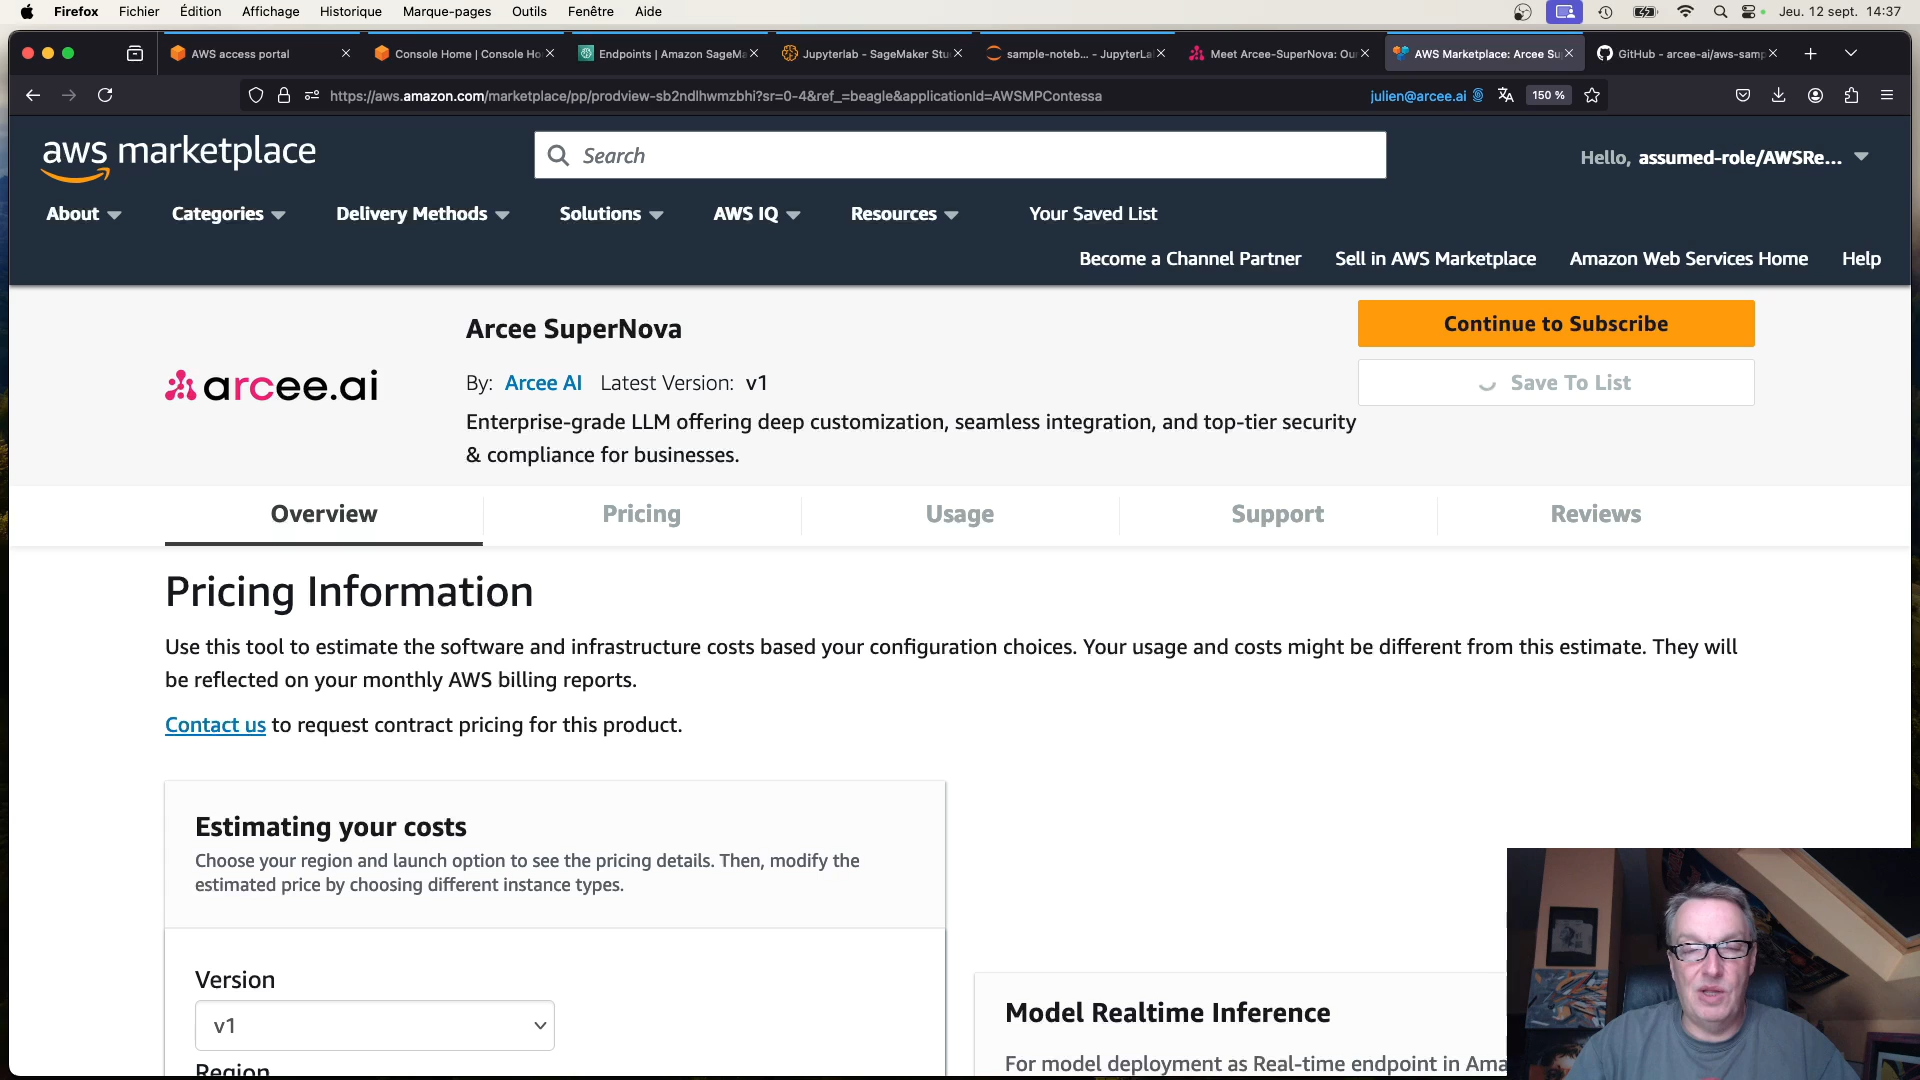 Firefox Fichier Édition Affichage Historique Marque-pages Outils Fenêtre Aide Jeu. 12 sept. 14:37
AWS access portal Console Home | Console Ho Endpoints | Amazon SageMa Jupyterlab - SageMaker Stu sample-noteb... - JupyterLa Meet Arcee-SuperNova: Ou AWS Marketplace: Arcee Su GitHub - arcee-ai/aws-samp
https://aws.amazon.com/marketplace/pp/prodview-sb2ndlhwmzbhi?sr=0-4&ref_=beagle&applicationId=AWSMPContessa julien@arcee.ai 150 %
aws marketplace Search Hello, assumed-role/AWSRe...
About Categories Delivery Methods Solutions AWS IQ Resources Your Saved List
Become a Channel Partner Sell in AWS Marketplace Amazon Web Services Home Help
Arcee SuperNova Continue to Subscribe
arcee.ai By: Arcee AI Latest Version: v1 Save To List
Enterprise-grade LLM offering deep customization, seamless integration, and top-tier security
& compliance for businesses.
Overview Pricing Usage Support Reviews
Pricing Information
Use this tool to estimate the software and infrastructure costs based your configuration choices. Your usage and costs might be different from this estimate. They will
be reflected on your monthly AWS billing reports.
Contact us to request contract pricing for this product.
Estimating your costs
Choose your region and launch option to see the pricing details. Then, modify the
estimated price by choosing different instance types.
Version
v1
Region
Model Realtime Inference
For model deployment as Real-time endpoint in Ama